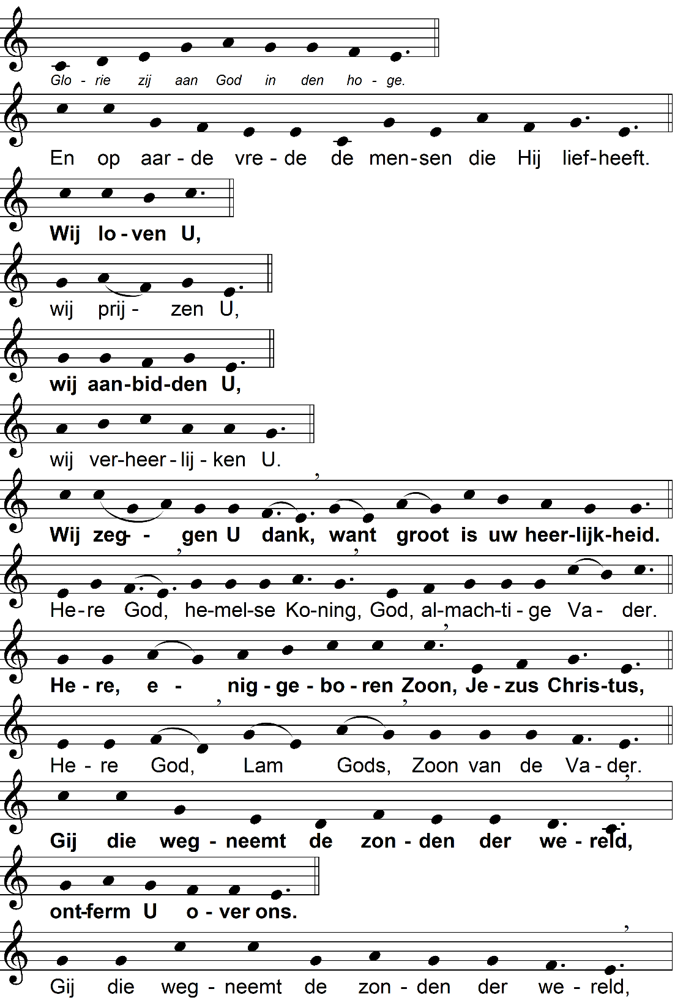 Glo - rie zij aan God in den ho - ge.
En op aar - de vre - de de men-sen die Hij lief-heeft.
Wij lo - ven U,
wij prij - zen U,
wij aan-bid-den U,
wij ver-heer - lij - ken U.
Wij zeg - gen U dank, want groot is uw heer-lijk-heid.
He-re God, he-mel-se Ko-ning, God, al-mach-ti - ge Va - der.
He - re, e - nig - ge - bo - ren Zoon, Je - zus Chris-tus,
He - re God, Lam Gods, Zoon van de Va - der.
Gij die weg - neemt de zon - den der we - reld,
ont-ferm U o - ver ons.
Gij die weg - neemt de zon - den der we - reld,